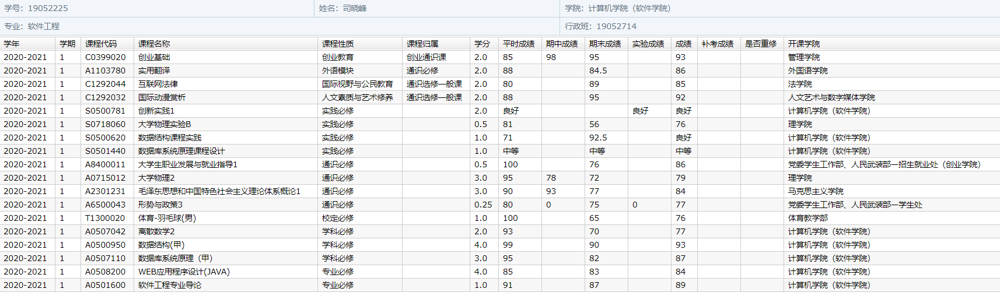 学号：19052225 姓名：司晓峰 学院：计算机学院（软件学院）
专业：软件工程 行政班：19052714
学年 学期 课程代码 课程名称 课程性质 课程归属 学分 平时成绩 期中成绩 期末成绩 实验成绩 成绩 补考成绩 是否重修 开课学院
2020-2021 1 C0399020 创业基础 创业教育 创业通识课 2.0 85 98 95 93 管理学院
2020-2021 1 A1103780 实用翻译 外语模块 通识必修 2.0 88 84.5 86 外国语学院
2020-2021 1 C1292044 互联网法律 国际视野与公民教育 通识选修一般课 2.0 80 89 85 法学院
2020-2021 1 C1292032 国际动漫赏析 人文素质与艺术修养 通识选修一般课 2.0 88 95 92 人文艺术与数字媒体学院
2020-2021 1 S0500781 创新实践1 实践必修 2.0 良好 良好 良好 计算机学院（软件学院）
2020-2021 1 S0718060 大学物理实验B 实践必修 0.5 81 56 76 理学院
2020-2021 1 S0500620 数据结构课程实践 实践必修 1.0 71 92.5 良好 计算机学院（软件学院）
2020-2021 1 S0501440 数据库系统原理课程设计 实践必修 1.0 中等 中等 中等 计算机学院（软件学院）
2020-2021 1 A8400011 大学生职业发展与就业指导1 通识必修 0.5 100 76 86 党委学生工作部、人民武装部—招生就业处（创业学院）
2020-2021 1 A0715012 大学物理2 通识必修 3.0 95 78 72 79 理学院
2020-2021 1 A2301231 毛泽东思想和中国特色社会主义理论体系概论1 通识必修 3.0 90 93 77 84 马克思主义学院
2020-2021 1 A6500043 形势与政策3 通识必修 0.25 80 0 75 0 77 党委学生工作部、人民武装部—学生处
2020-2021 1 T1300020 体育-羽毛球(男) 校定必修 1.0 100 65 76 体育教学部
2020-2021 1 A0507042 离散数学2 学科必修 2.0 93 70 77 计算机学院（软件学院）
2020-2021 1 A0500950 数据结构(甲) 学科必修 4.0 99 90 93 计算机学院（软件学院）
2020-2021 1 A0507110 数据库系统原理（甲） 学科必修 3.0 95 82 87 计算机学院（软件学院）
2020-2021 1 A0508200 WEB应用程序设计(JAVA) 专业必修 4.0 85 83 84 计算机学院（软件学院）
2020-2021 1 A0501600 软件工程专业导论 专业必修 1.0 91 87 89 计算机学院（软件学院）